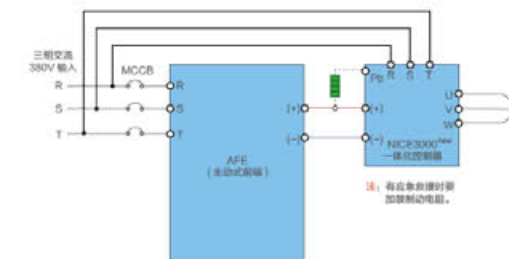 三相交流
380V 输入
MCCB
R
S
T
R
S
T
AFE
(主动式前端)
(+)
(−)
Pb
R S T
(+)
(−)
U
V
W
NICE3000new
一体化控制器
注：有应急救援时要
加装制动电阻。